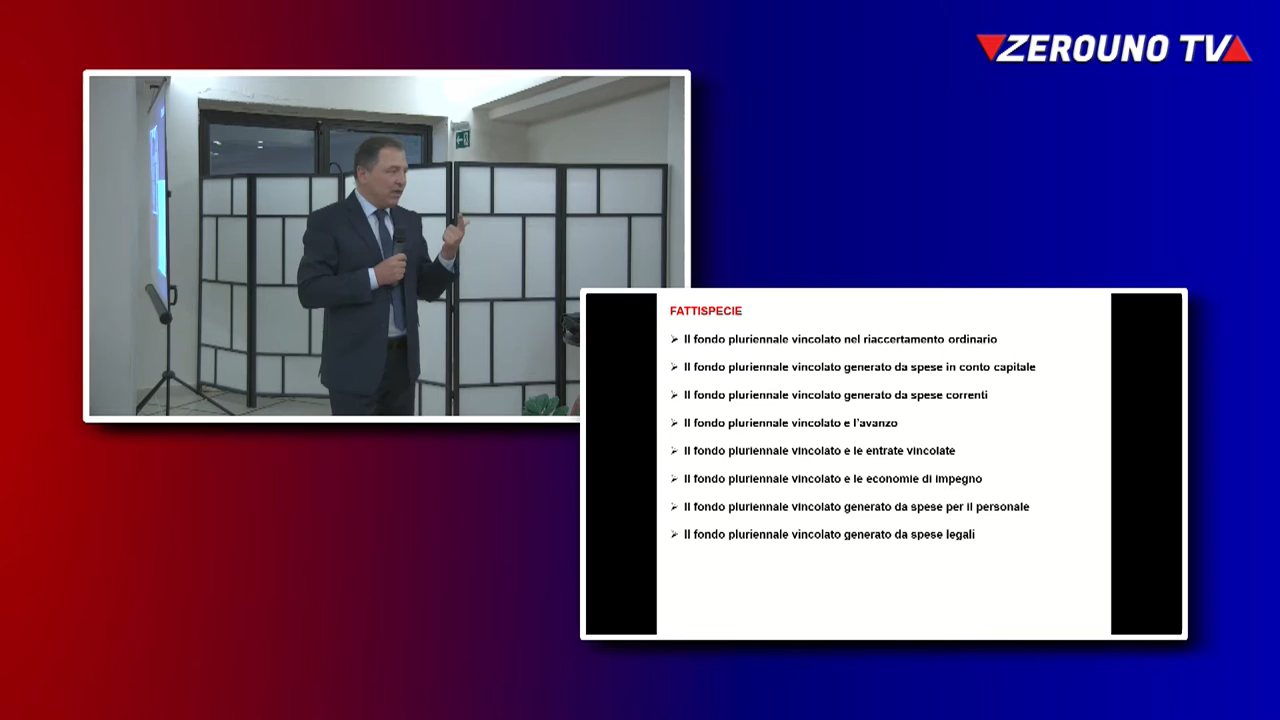 ZEROUNO TV
FATTISPECIE
➢ Il fondo pluriennale vincolato nel riaccertamento ordinario
➢ Il fondo pluriennale vincolato generato da spese in conto capitale
➢ Il fondo pluriennale vincolato generato da spese correnti
➢ Il fondo pluriennale vincolato e l'avanzo
➢ Il fondo pluriennale vincolato e le entrate vincolate
➢ Il fondo pluriennale vincolato e le economie di impegno
➢ Il fondo pluriennale vincolato generato da spese per il personale
➢ Il fondo pluriennale vincolato generato da spese legali